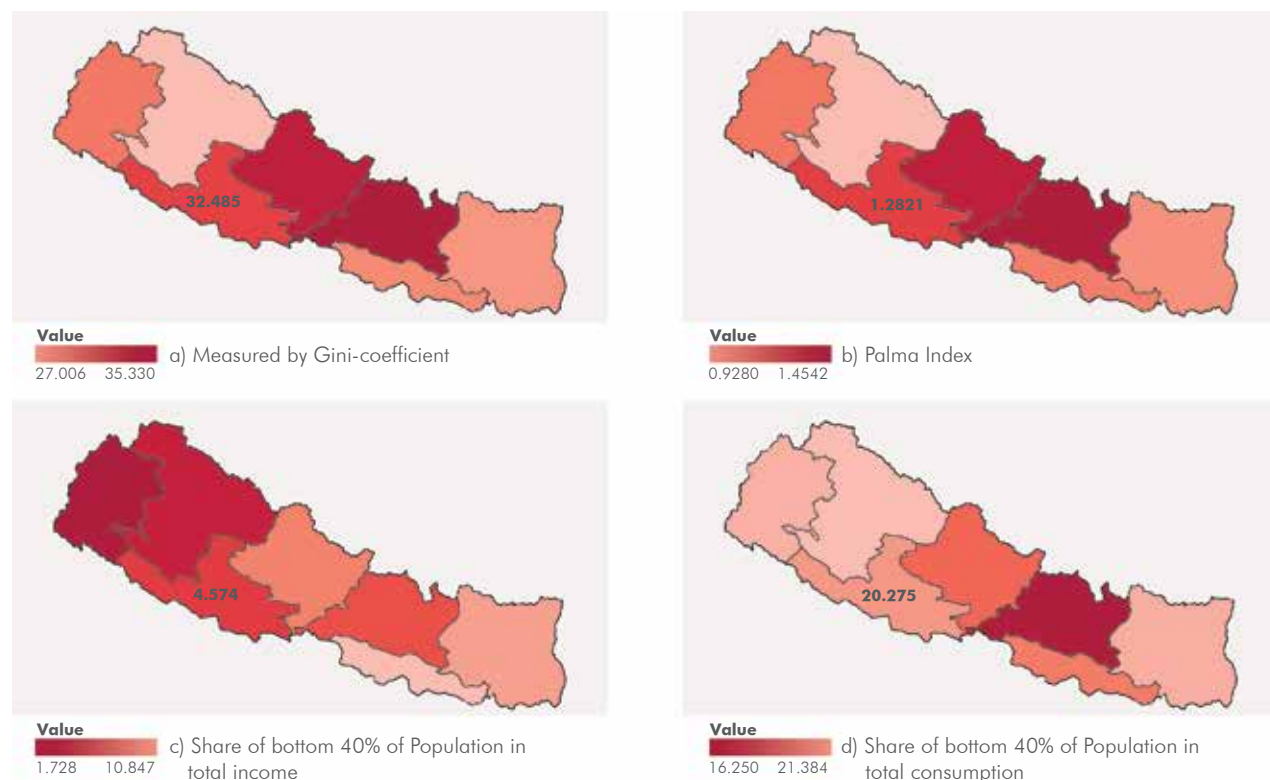 32.485
Value
27.006 35.330
a) Measured by Gini-coefficient
1.2821
Value
0.9280 1.4542
b) Palma Index
4.574
Value
1.728 10.847
c) Share of bottom 40% of Population in
total income
20.275
Value
16.250 21.384
d) Share of bottom 40% of Population in
total consumption